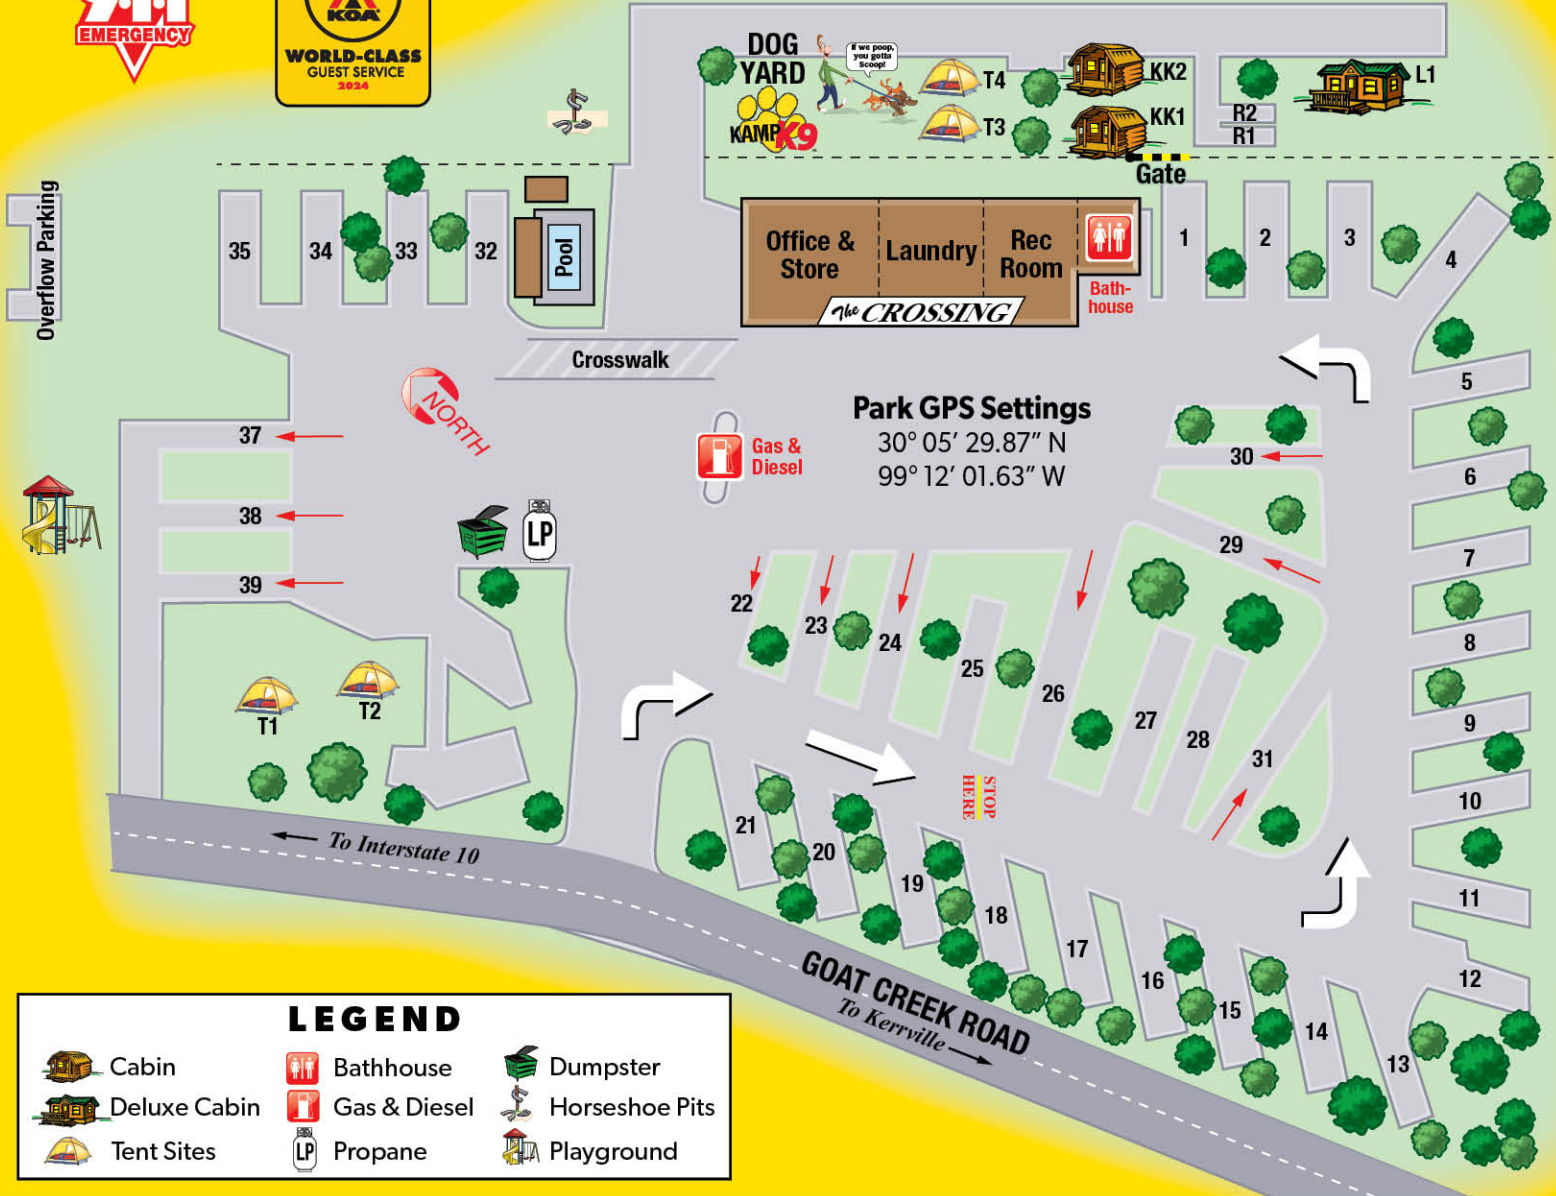 911
EMERGENCY
KOA
WORLD-CLASS
GUEST SERVICE
2024
DOG
YARD
KAMP K9
If we poop,
you gotta
Scoop!
T4
T3
KK2
KK1
R2
R1
L1
Gate
Overflow Parking
35
34
33
32
Pool
Office &
Store
Laundry
Rec
Room
The CROSSING
Bath-
house
1
2
3
4
5
6
7
8
9
10
11
12
Crosswalk
NORTH
Park GPS Settings
30° 05’ 29.87” N
99° 12’ 01.63” W
Gas &
Diesel
30
29
37
38
39
LP
22
23
24
25
26
27
28
31
T1
T2
STOP
HERE
21
20
19
18
17
16
15
14
13
To Interstate 10
GOAT CREEK ROAD
To Kerrville
LEGEND
Cabin
Deluxe Cabin
Tent Sites
Bathhouse
Gas & Diesel
LP
Propane
Dumpster
Horseshoe Pits
Playground